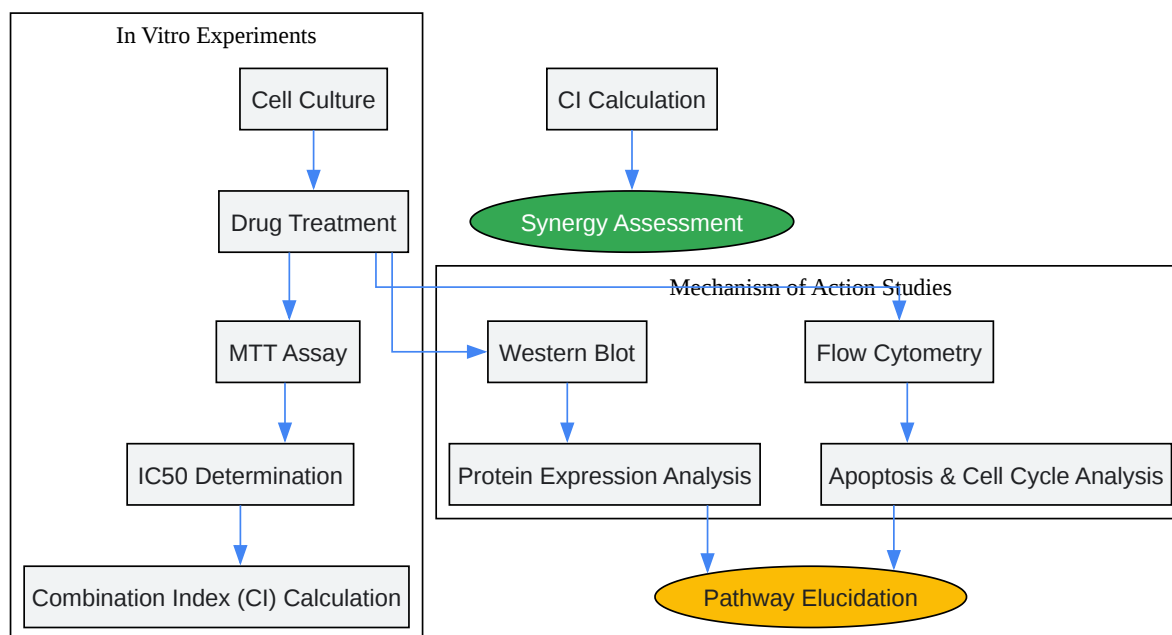 In Vitro Experiments
Cell Culture
CI Calculation
Drug Treatment
Synergy Assessment
Mechanism of Action Studies
MTT Assay
Western Blot
Flow Cytometry
IC50 Determination
Protein Expression Analysis
Apoptosis & Cell Cycle Analysis
Combination Index (CI) Calculation
Pathway Elucidation